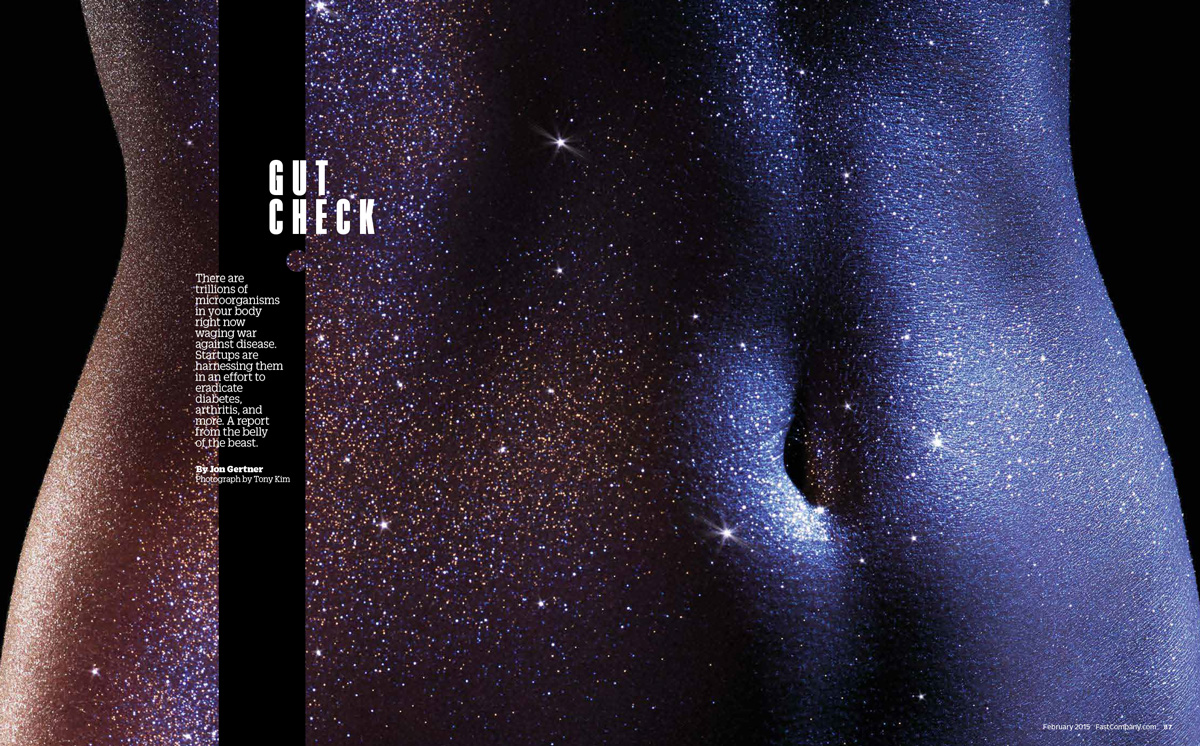 GUT
CHECK
There are
trillions of
microorganisms
in your body
right now
waging war
against disease.
Startups are
harnessing them
in an effort to
eradicate
diabetes,
arthritis, and
more. A report
from the belly
of the beast.
By Jon Gertner
Photograph by Tony Kim
February 2015 FastCompany.com 87